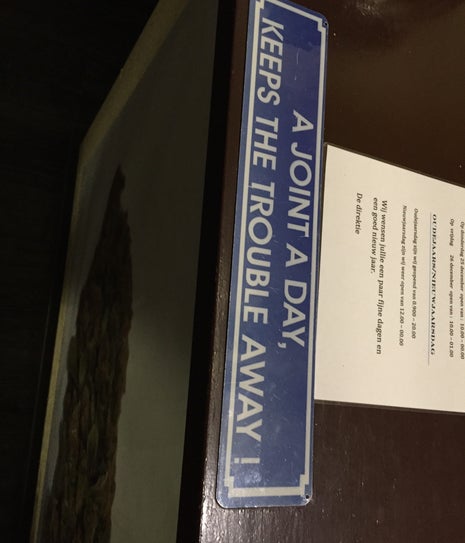 A JOINT A DAY,
KEEPS THE TROUBLE AWAY !
Op donderdag 25 december open van : 10.00 – 00.00
Op vrijdag 26 december open van : 10.00 – 01.00
OUDEJAARS/NIEUWJAARSDAG
Oudejaarsdag zijn wij geopend van 0.900 – 20.00
Nieuwjaarsdag zijn wij weer open van 12.00 – 00.00
Wij wensen jullie een paar fijne dagen en
een goed nieuw jaar.
De direktie